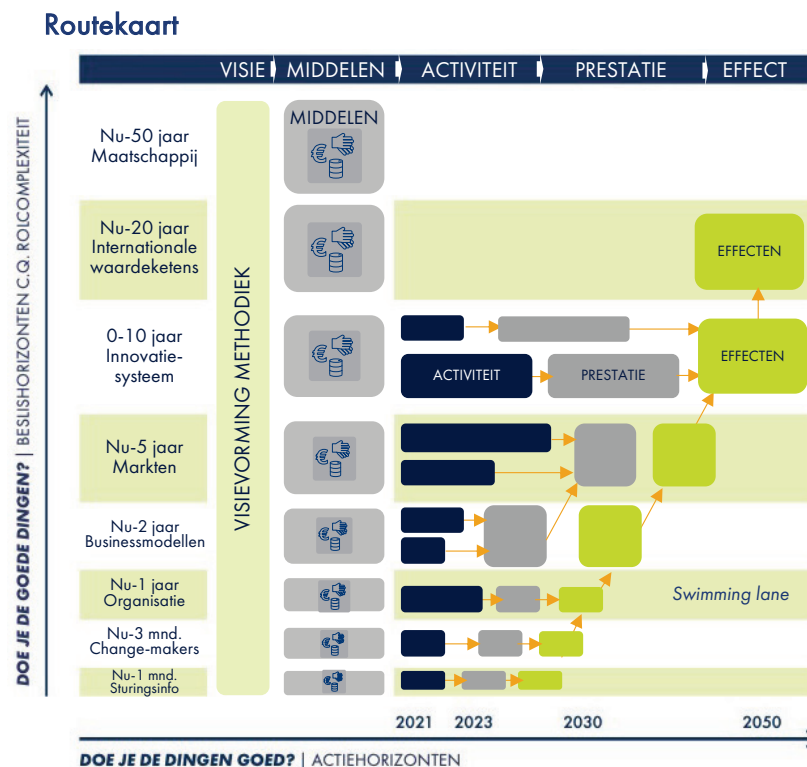 Routekaart
VISIE MIDDELEN ACTIVITEIT PRESTATIE EFFECT
DOE JE DE GOEDE DINGEN? | BESLISHORIZONTEN C.Q. ROLCOMPLEXITEIT
Nu-50 jaar
Maatschappij
MIDDELEN
€
VISIEVORMING METHODIEK
Nu-20 jaar
Internationale
waardeketens
€
EFFECTEN
0-10 jaar
Innovatie-
systeem
€
ACTIVITEIT
PRESTATIE
EFFECTEN
Nu-5 jaar
Markten
€
Nu-2 jaar
Businessmodellen
€
Nu-1 jaar
Organisatie
€
Swimming lane
Nu-3 mnd.
Change-makers
€
Nu-1 mnd.
Sturingsinfo
€
2021 2023 2030 2050
DOE JE DE DINGEN GOED? | ACTIEHORIZONTEN